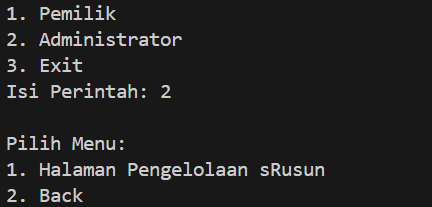 1. Pemilik
2. Administrator
3. Exit
Isi Perintah: 2
Pilih Menu:
1. Halaman Pengelolaan sRusun
2. Back